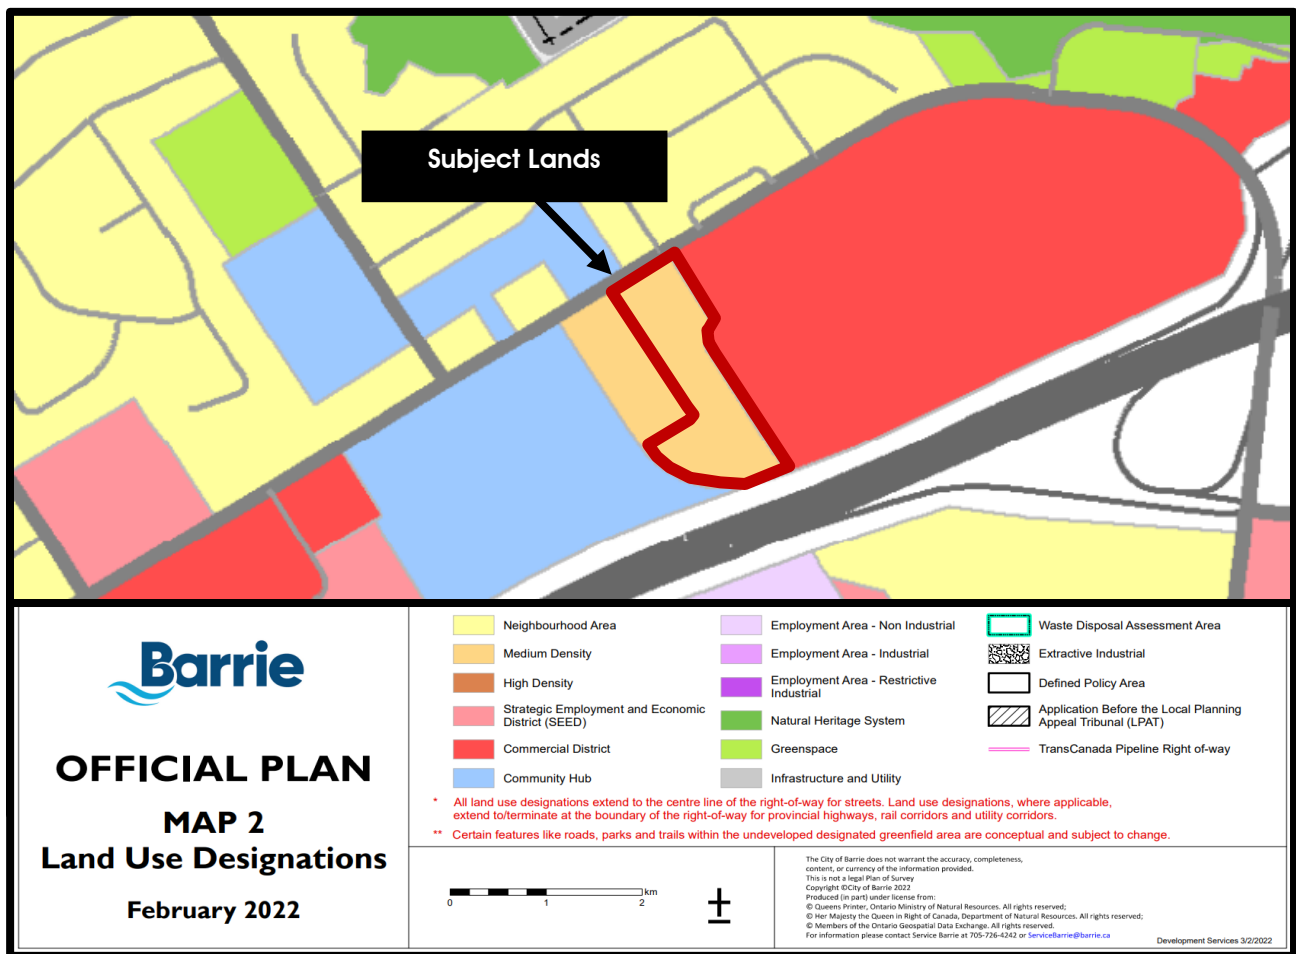 Subject Lands
Barrie
OFFICIAL PLAN
MAP 2
Land Use Designations
February 2022
Neighbourhood Area
Medium Density
High Density
Strategic Employment and Economic
District (SEED)
Commercial District
Community Hub
Employment Area - Non Industrial
Employment Area - Industrial
Employment Area - Restrictive
Industrial
Natural Heritage System
Greenspace
Infrastructure and Utility
Waste Disposal Assessment Area
Extractive Industrial
Defined Policy Area
Application Before the Local Planning
Appeal Tribunal (LPAT)
TransCanada Pipeline Right of-way
* All land use designations extend to the centre line of the right-of-way for streets. Land use designations, where applicable,
extend to/terminate at the boundary of the right-of-way for provincial highways, rail corridors and utility corridors.
** Certain features like roads, parks and trails within the undeveloped designated greenfield area are conceptual and subject to change.
km
0 1 2
The City of Barrie does not warrant the accuracy, completeness,
content, or currency of the information provided.
This is not a legal Plan of Survey
Copyright ©City of Barrie 2022
Produced (in part) under license from:
© Queens Printer, Ontario Ministry of Natural Resources. All rights reserved;
© Her Majesty the Queen in Right of Canada, Department of Natural Resources. All rights reserved;
© Members of the Ontario Geospatial Data Exchange. All rights reserved.
For information please contact Service Barrie at 705-726-4242 or ServiceBarrie@barrie.ca
Development Services 3/2/2022